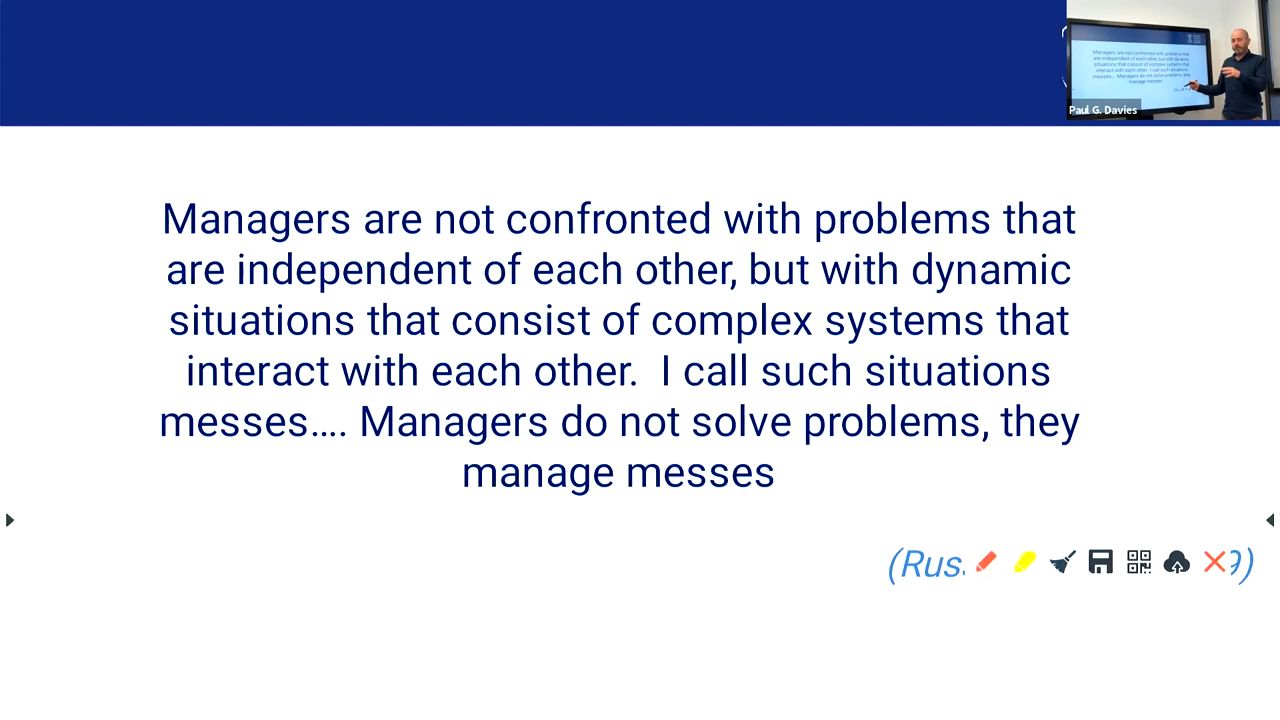 Paul G. Davies
Managers are not confronted with problems that
are independent of each other, but with dynamic
situations that consist of complex systems that
interact with each other.  I call such situations
messes.... Managers do not solve problems, they
manage messes
(Rus 9)